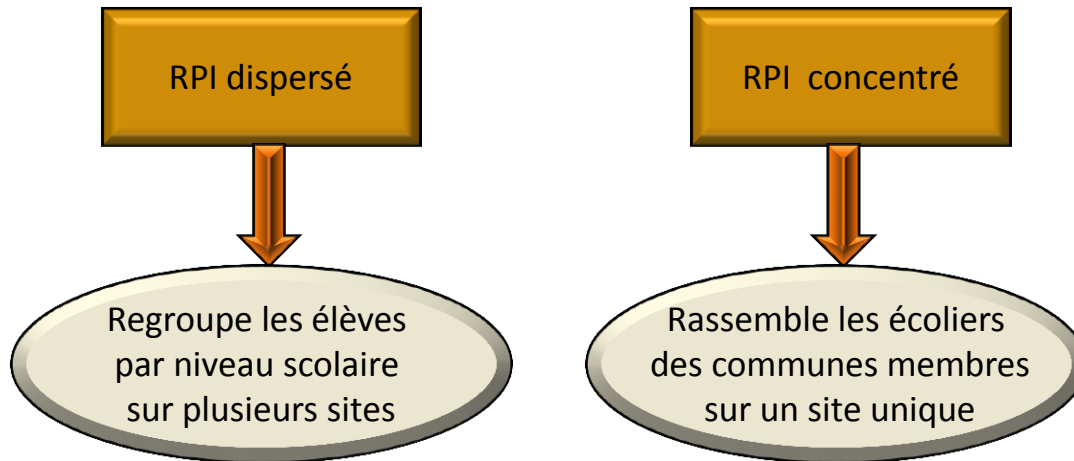 RPI dispersé
RPI concentré
Regroupe les élèves
par niveau scolaire
sur plusieurs sites
Rassemble les écoliers
des communes membres
sur un site unique